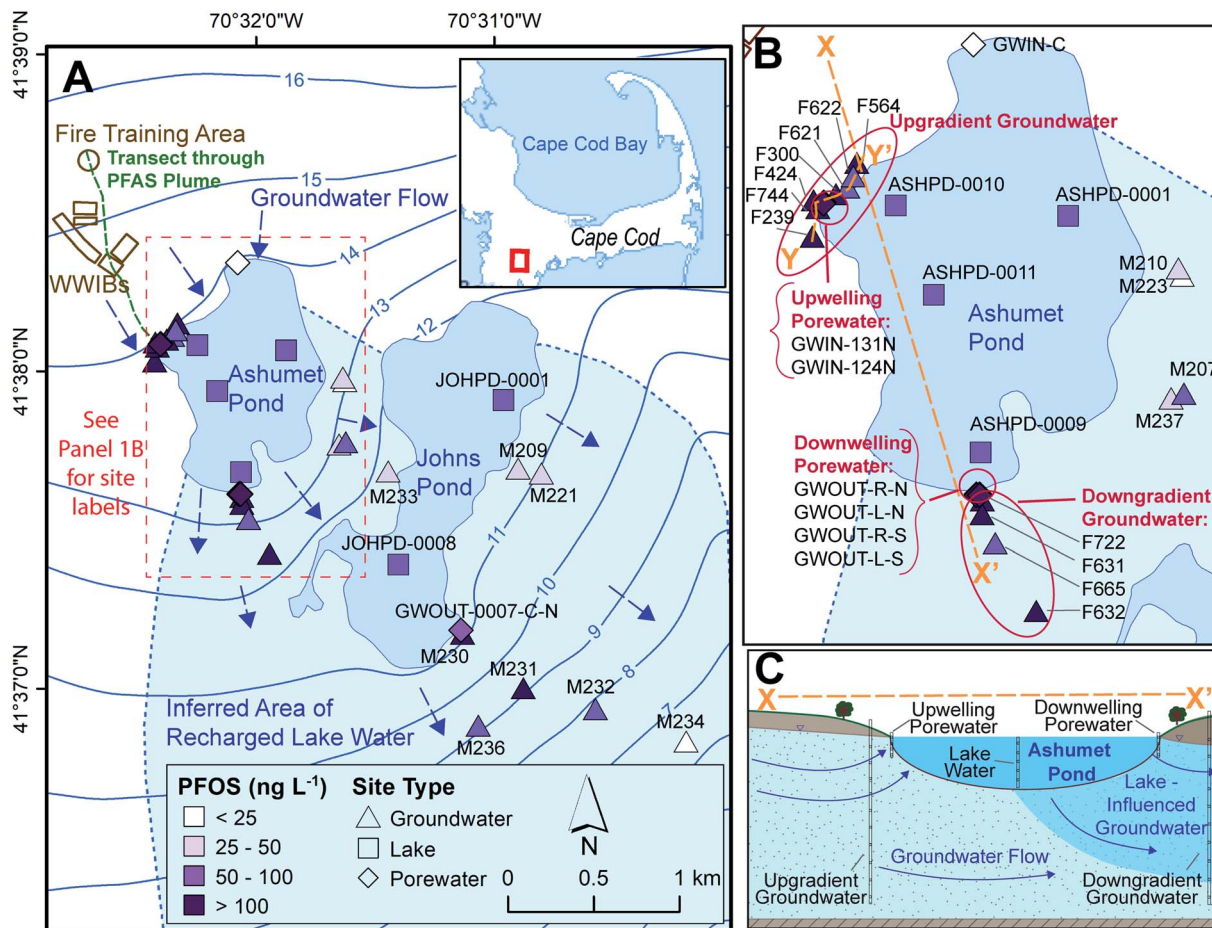 70°32'0"W
70°31'0"W
41°39'0"N
41°38'0"N
41°37'0"N
A
16
15
14
13
12
11
10
9
8
7
Fire Training Area
Transect through
PFAS Plume
Groundwater Flow
WWIBs
Cape Cod Bay
Cape Cod
Ashumet
Pond
See
Panel 1B
for site
labels
JOHPD-0001
Johns
Pond
M209
M221
M233
JOHPD-0008
GWOUT-0007-C-N
M230
M231
M232
M236
M234
Inferred Area of
Recharged Lake Water
PFOS (ng L⁻¹)
< 25
25 - 50
50 - 100
> 100
Site Type
Groundwater
Lake
Porewater
N
0 0.5 1 km
B
X
GWIN-C
F622
F564
F621
F300
F424
F744
F239
Upgradient Groundwater
Y'
Y
ASHPD-0010
ASHPD-0001
ASHPD-0011
M210
M223
Ashumet
Pond
Upwelling
Porewater:
GWIN-131N
GWIN-124N
M207
M237
ASHPD-0009
Downwelling
Porewater:
GWOUT-R-N
GWOUT-L-N
GWOUT-R-S
GWOUT-L-S
Downgradient
Groundwater:
F722
F631
F665
F632
X'
C
X
X'
Upwelling
Porewater
Downwelling
Porewater
Lake
Water
Ashumet
Pond
Lake -
Influenced
Groundwater
Groundwater Flow
Upgradient
Groundwater
Downgradient
Groundwater